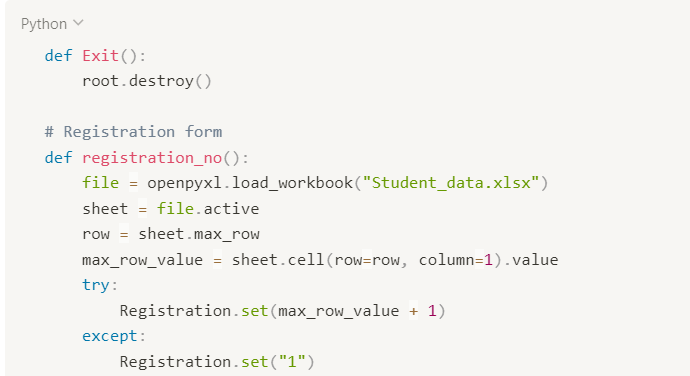 Python
def Exit():
root.destroy()
# Registration form
def registration_no():
file = openpyxl.load_workbook("Student_data.xlsx")
sheet = file.active
row = sheet.max_row
max_row_value = sheet.cell(row=row, column=1).value
try:
Registration.set(max_row_value + 1)
except:
Registration.set("1")